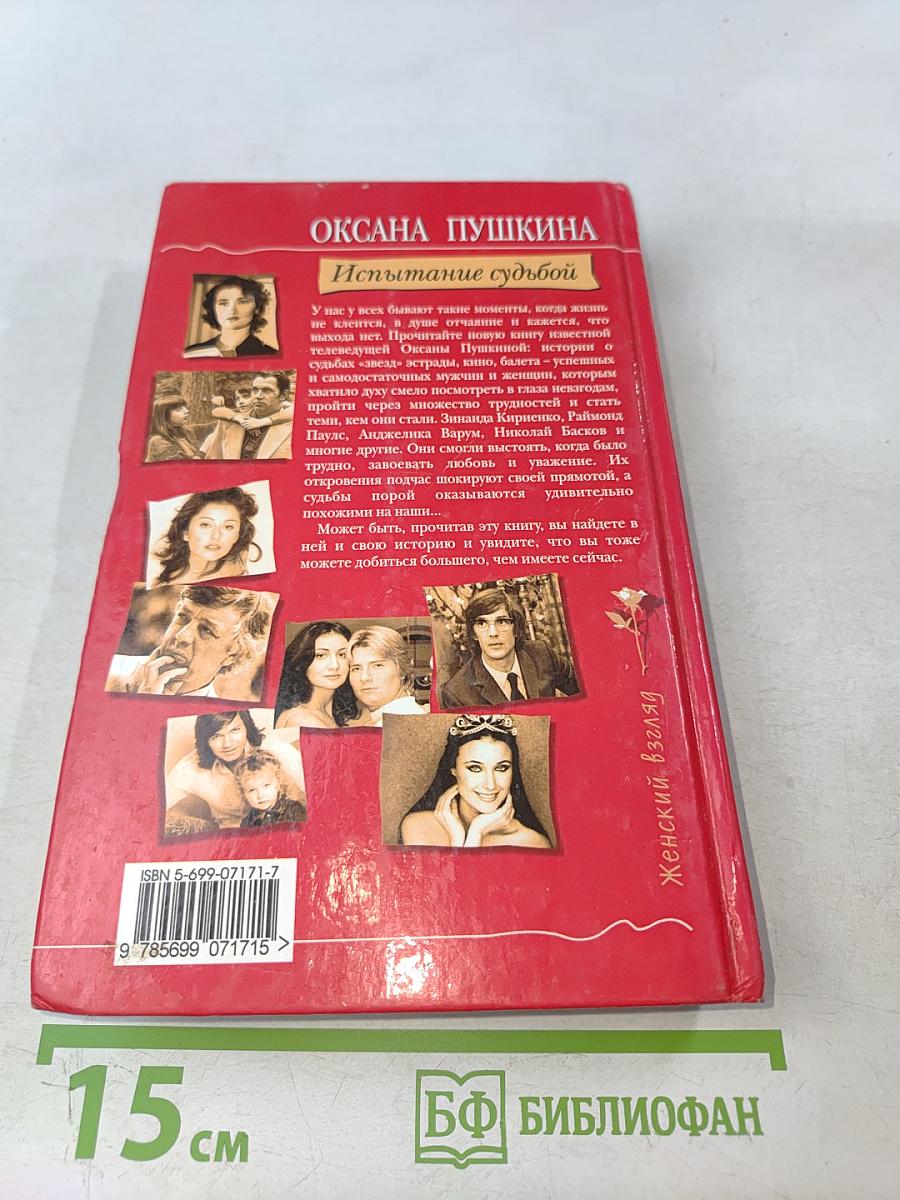 ОКСАНА ПУШКИНА
Испытание судьбой
У нас у всех бывают такие моменты, когда жизнь
не клеится, в душе отчаяние и кажется, что
выхода нет. Прочитайте новую книгу известной
телеведущей Оксаны Пушкиной: истории о
судьбах «звезд» эстрады, кино, балета – успешных
и самодостаточных мужчин и женщин, которым
хватило духу смело посмотреть в глаза невзгодам,
пройти через множество трудностей и стать
теми, кем они стали. Зинаида Кириенко, Раймонд
Паулс, Анджелика Варум, Николай Басков и
многие другие. Они смогли выстоять, когда было
трудно, завоевать любовь и уважение. Их
откровения подчас шокируют своей прямотой, а
судьбы порой оказываются удивительно
похожими на наши...
Может быть, прочитав эту книгу, вы найдете в
ней и свою историю и увидите, что вы тоже
можете добиться большего, чем имеете сейчас.
Женский взгляд
ISBN 5-699-07171-7
9 785699 071715 >
15 см
БФ БИБЛИОФАН